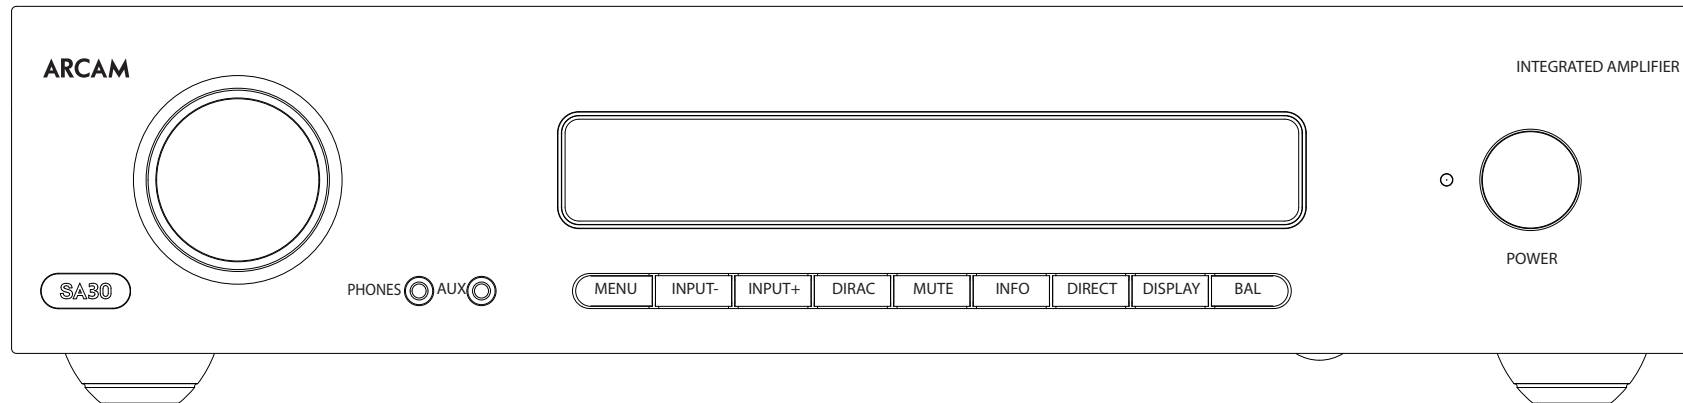 ARCAM
INTEGRATED AMPLIFIER
POWER
SA30
PHONES AUX
MENU INPUT- INPUT+ DIRAC MUTE INFO DIRECT DISPLAY BAL